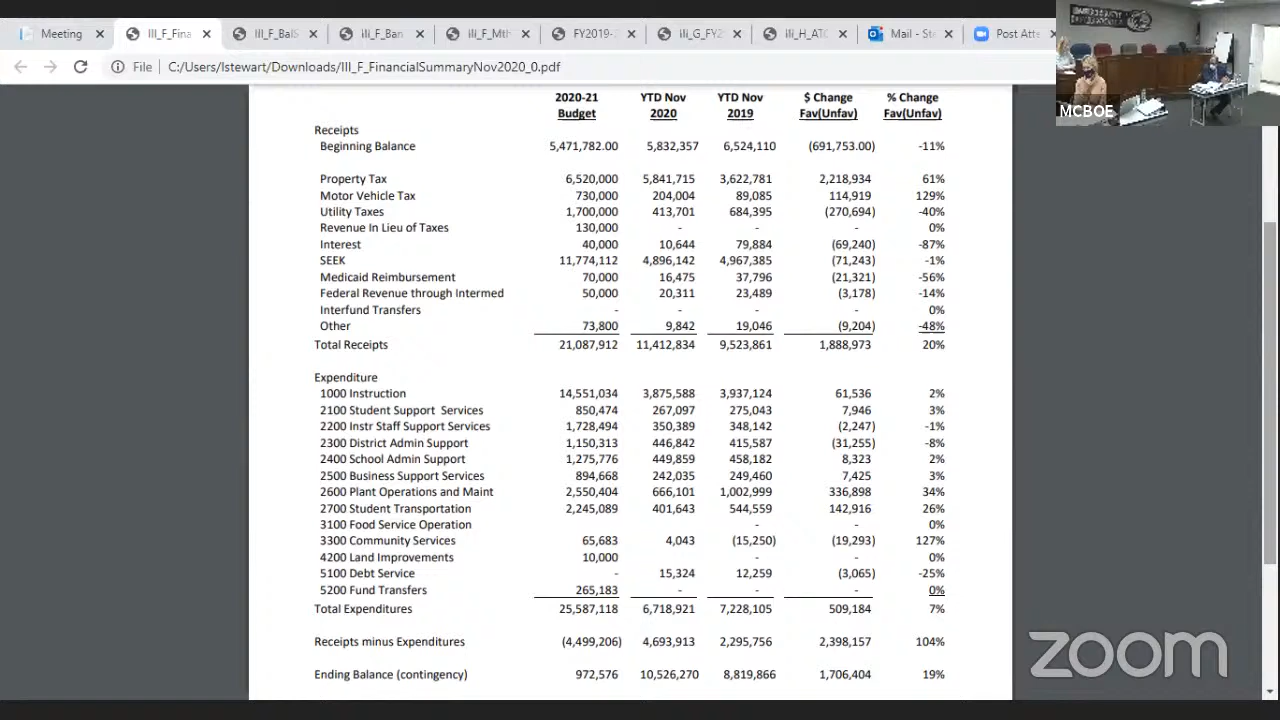 Meeting × III_F_Fina × III_F_BalS × iIi_F_Ban × iii_F_Mth × FY2019- × iii_G_FY2 × iii_H_ATC × Mail - Ste × Post Atte
File | C:/Users/lstewart/Downloads/III_F_FinancialSummaryNov2020_0.pdf
MCBOE
2020-21 YTD Nov YTD Nov $ Change % Change
Budget 2020 2019 Fav(Unfav) Fav(Unfav)
Receipts
Beginning Balance 5,471,782.00 5,832,357 6,524,110 (691,753.00) -11%
Property Tax 6,520,000 5,841,715 3,622,781 2,218,934 61%
Motor Vehicle Tax 730,000 204,004 89,085 114,919 129%
Utility Taxes 1,700,000 413,701 684,395 (270,694) -40%
Revenue In Lieu of Taxes 130,000 - - - 0%
Interest 40,000 10,644 79,884 (69,240) -87%
SEEK 11,774,112 4,896,142 4,967,385 (71,243) -1%
Medicaid Reimbursement 70,000 16,475 37,796 (21,321) -56%
Federal Revenue through Intermed 50,000 20,311 23,489 (3,178) -14%
Interfund Transfers - - - - 0%
Other 73,800 9,842 19,046 (9,204) -48%
Total Receipts 21,087,912 11,412,834 9,523,861 1,888,973 20%
Expenditure
1000 Instruction 14,551,034 3,875,588 3,937,124 61,536 2%
2100 Student Support Services 850,474 267,097 275,043 7,946 3%
2200 Instr Staff Support Services 1,728,494 350,389 348,142 (2,247) -1%
2300 District Admin Support 1,150,313 446,842 415,587 (31,255) -8%
2400 School Admin Support 1,275,776 449,859 458,182 8,323 2%
2500 Business Support Services 894,668 242,035 249,460 7,425 3%
2600 Plant Operations and Maint 2,550,404 666,101 1,002,999 336,898 34%
2700 Student Transportation 2,245,089 401,643 544,559 142,916 26%
3100 Food Service Operation - - 0%
3300 Community Services 65,683 4,043 (15,250) (19,293) 127%
4200 Land Improvements 10,000 - - 0%
5100 Debt Service - 15,324 12,259 (3,065) -25%
5200 Fund Transfers 265,183 - - - 0%
Total Expenditures 25,587,118 6,718,921 7,228,105 509,184 7%
Receipts minus Expenditures (4,499,206) 4,693,913 2,295,756 2,398,157 104%
Ending Balance (contingency) 972,576 10,526,270 8,819,866 1,706,404 19%
zoom